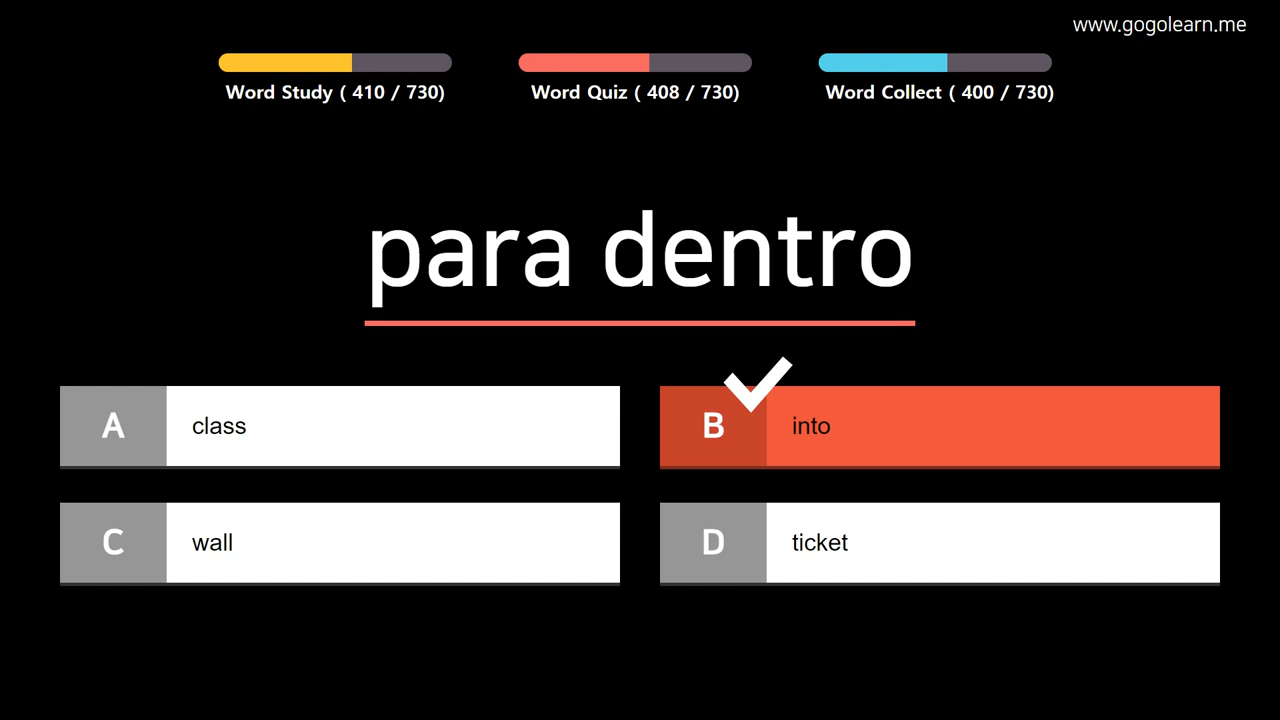 www.gogolearn.me
Word Study ( 410 / 730)
Word Quiz ( 408 / 730)
Word Collect ( 400 / 730)
para dentro
A class
B into
C wall
D ticket